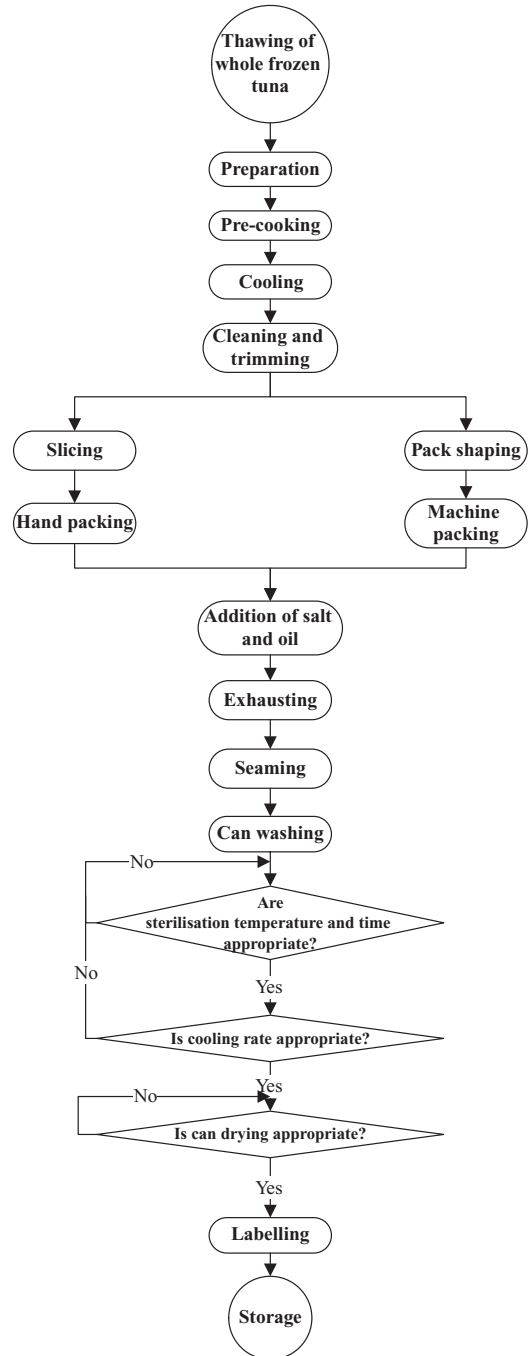 Thawing of
whole frozen
tuna
Preparation
Pre-cooking
Cooling
Cleaning and
trimming
Slicing
Pack shaping
Hand packing
Machine
packing
Addition of salt
and oil
Exhausting
Seaming
Can washing
No
Are
sterilisation temperature and time
appropriate?
No
Yes
Is cooling rate appropriate?
Yes
No
Is can drying appropriate?
Yes
Labelling
Storage